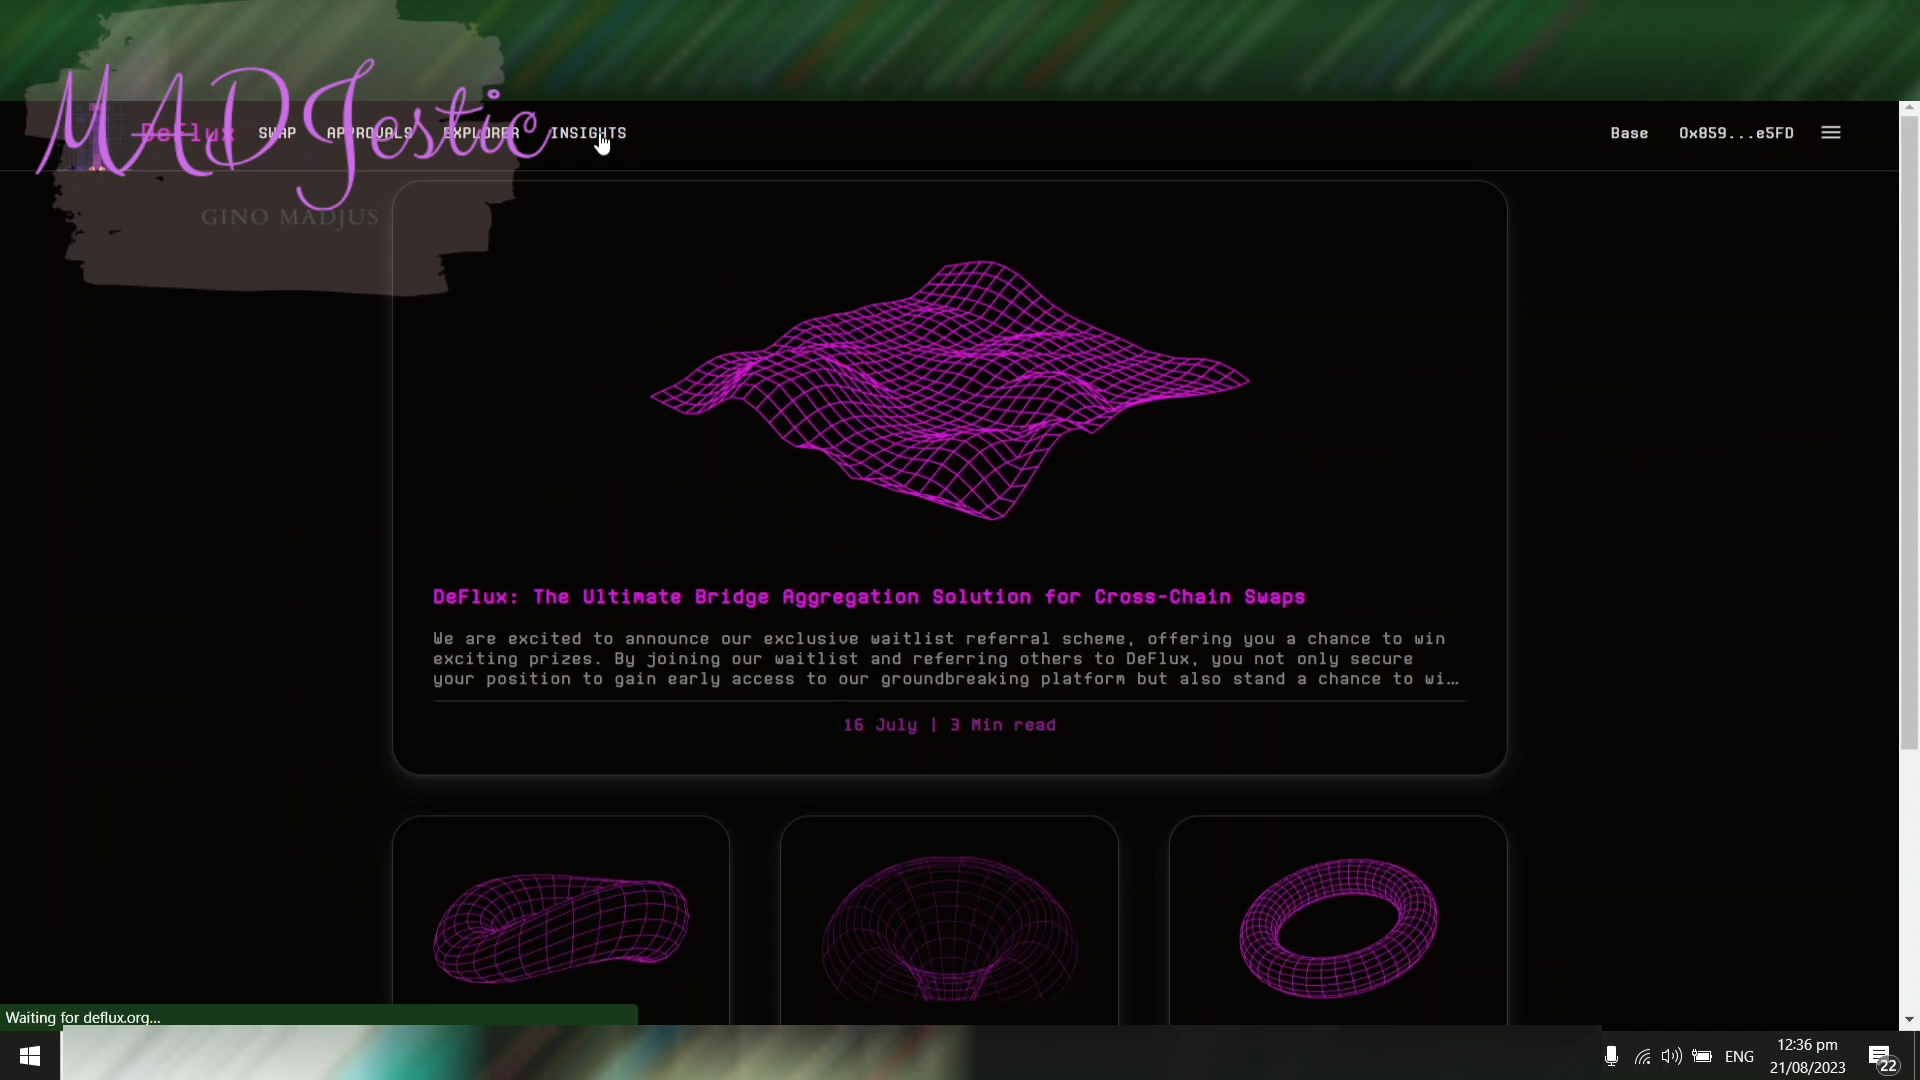 MADJestic
GINO MADJUS
DeFlux SWAP APPROVALS EXPLORER INSIGHTS Base 0x859...e5FD
DeFlux: The Ultimate Bridge Aggregation Solution for Cross-Chain Swaps
We are excited to announce our exclusive waitlist referral scheme, offering you a chance to win
exciting prizes. By joining our waitlist and referring others to DeFlux, you not only secure
your position to gain early access to our groundbreaking platform but also stand a chance to wi…
16 July | 3 Min read
Waiting for deflux.org...
ENG
12:36 pm
21/08/2023
22